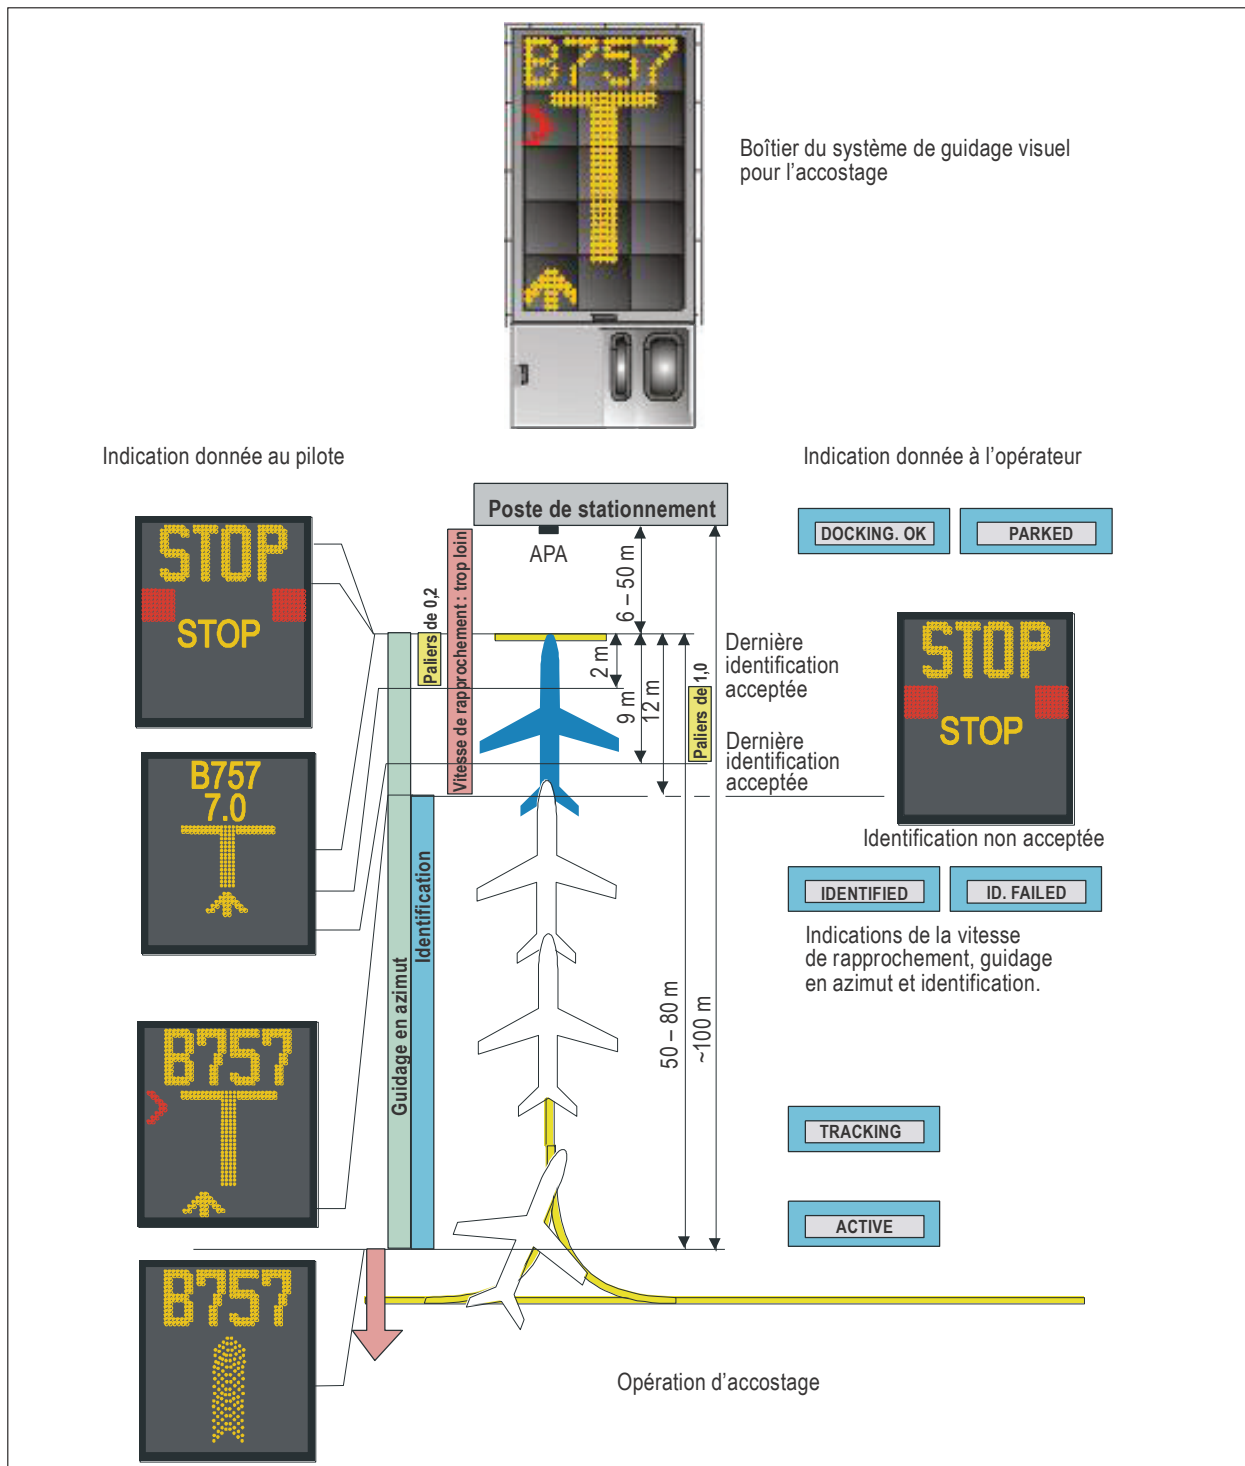 B757
Boîtier du système de guidage visuel
pour l'accostage
Indication donnée au pilote
Indication donnée à l'opérateur
Poste de stationnement
APA
DOCKING. OK
PARKED
STOP
STOP
Vitesse de rapprochement : trop loin
Paliers de 0,2
6 – 50 m
2 m
9 m
12 m
Paliers de 1,0
Dernière
identification
acceptée
Dernière
identification
acceptée
STOP
STOP
Identification non acceptée
B757
7.0
Identification
Guidage en azimut
50 – 80 m
~100 m
IDENTIFIED
ID. FAILED
Indications de la vitesse
de rapprochement, guidage
en azimut et identification.
B757
TRACKING
ACTIVE
B757
Opération d'accostage